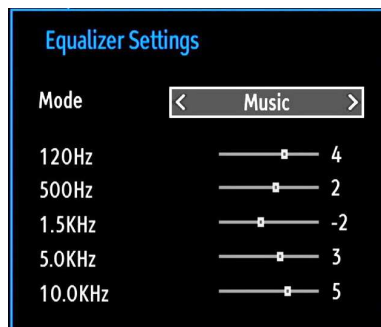 Equalizer Settings
Mode < Music >
120Hz 4
500Hz 2
1.5KHz -2
5.0KHz 3
10.0KHz 5